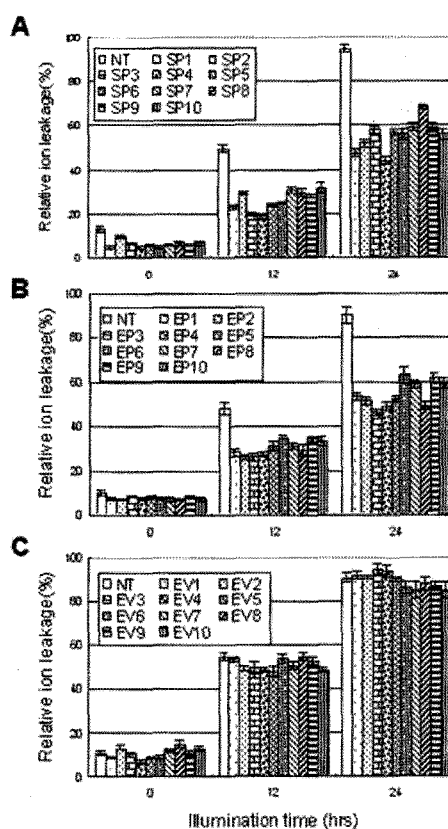 A
Relative ion leakage(%)
100
80
60
40
20
0
NT SP1 SP2
SP3 SP4 SP5
SP6 SP7 SP8
SP9 SP10
0 12 24
B
Relative ion leakage(%)
100
80
60
40
20
0
NT EP1 EP2
EP3 EP4 EP5
EP6 EP7 EP8
EP9 EP10
0 12 24
C
Relative ion leakage(%)
100
80
60
40
20
0
NT EV1 EV2
EV3 EV4 EV5
EV6 EV7 EV8
EV9 EV10
0 12 24
Illumination time (hrs)